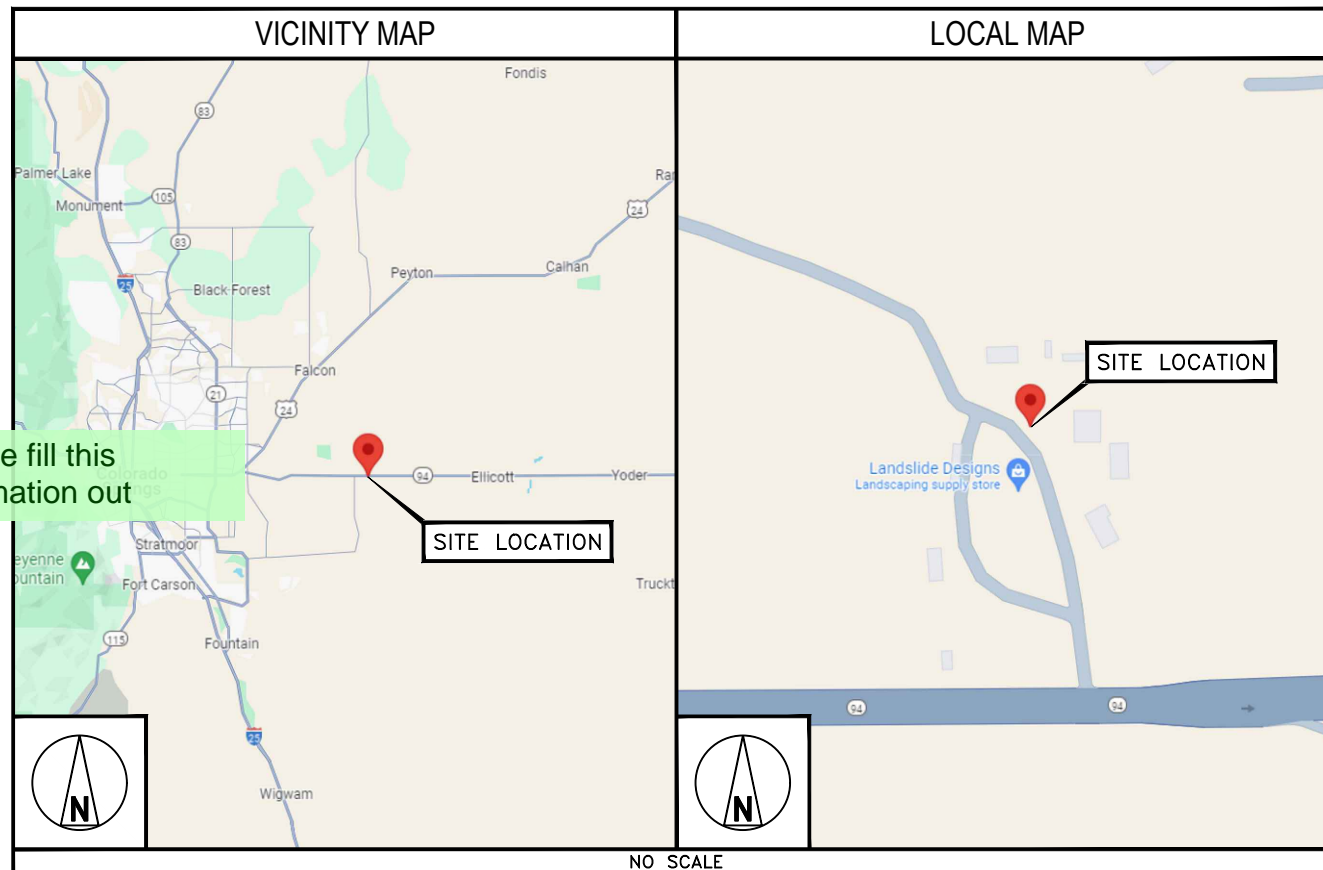 VICINITY MAP
LOCAL MAP
Fondis
83
Palmer Lake
105
Monument
24
83
Peyton
Calhan
25
Black Forest
Falcon
21
24
e fill this
nation out
94
Ellicott
Yoder
SITE LOCATION
Stratmoor
Fort Carson
115
Fountain
25
Wigwam
N
SITE LOCATION
Landslide Designs
Landscaping supply store
94
94
N
NO SCALE